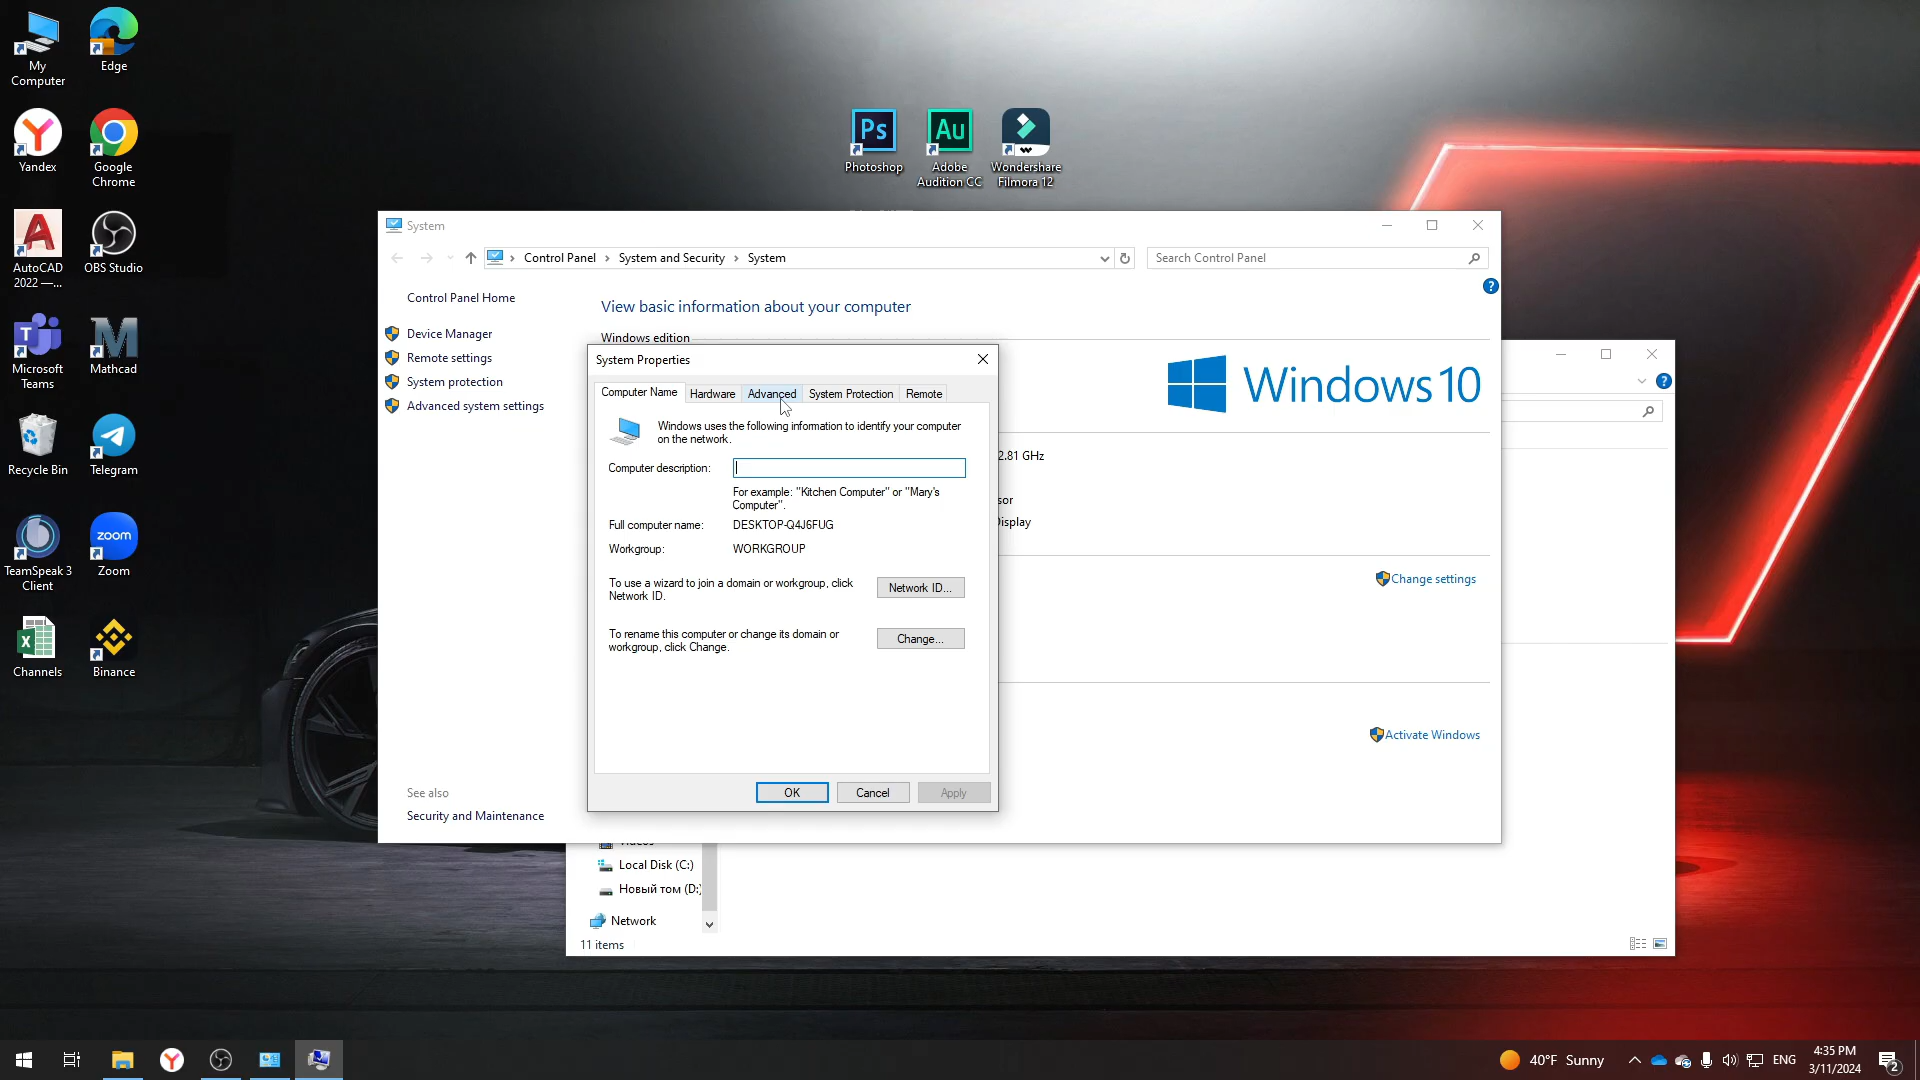 My
Computer
Edge
Yandex
Google
Chrome
AutoCAD
2022 —...
OBS Studio
Microsoft
Teams
Mathcad
Recycle Bin
Telegram
TeamSpeak 3
Client
zoom
Zoom
Channels
Binance
Ps
Photoshop
Au
Adobe
Audition CC
Wondershare
Filmora 12
System
Control Panel > System and Security > System
Search Control Panel
Control Panel Home
Device Manager
Remote settings
System protection
Advanced system settings
See also
Security and Maintenance
View basic information about your computer
Windows edition
Windows 10
2.81 GHz
sor
Display
Change settings
Activate Windows
System Properties
Computer Name Hardware Advanced System Protection Remote
Windows uses the following information to identify your computer
on the network.
Computer description:
For example: "Kitchen Computer" or "Mary's
Computer".
Full computer name: DESKTOP-Q4J6FUG
Workgroup: WORKGROUP
To use a wizard to join a domain or workgroup, click
Network ID.
Network ID...
To rename this computer or change its domain or
workgroup, click Change.
Change...
OK Cancel Apply
Videos
Local Disk (C:)
Новый том (D:)
Network
11 items
40°F Sunny
ENG
4:35 PM
3/11/2024
2